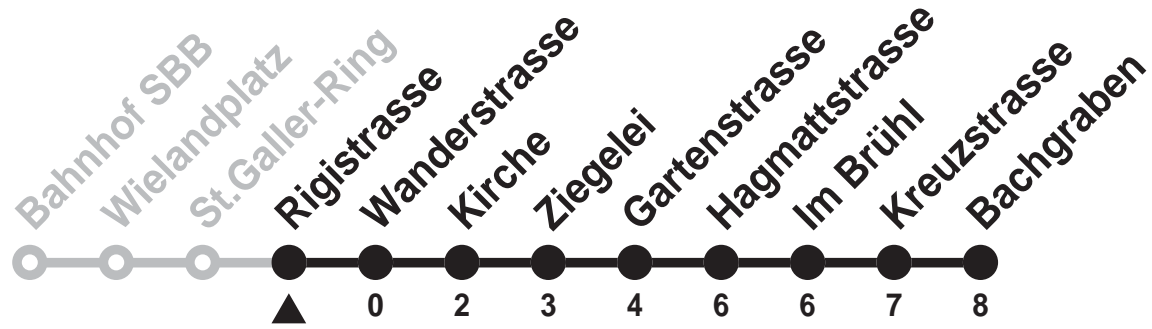 Bahnhof SBB
Wielandplatz
St.Galler-Ring
Rigistrasse
Wanderstrasse
Kirche
Ziegelei
Gartenstrasse
Hagmattstrasse
Im Brühl
Kreuzstrasse
Bachgraben
0 2 3 4 6 6 7 8